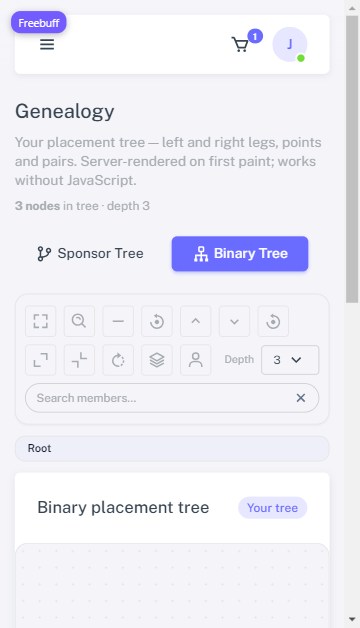 Freebuff
1
J
Genealogy
Your placement tree — left and right legs, points
and pairs. Server-rendered on first paint; works
without JavaScript.
3 nodes in tree · depth 3
Sponsor Tree
Binary Tree
Depth
3
Search members...
Root
Binary placement tree
Your tree